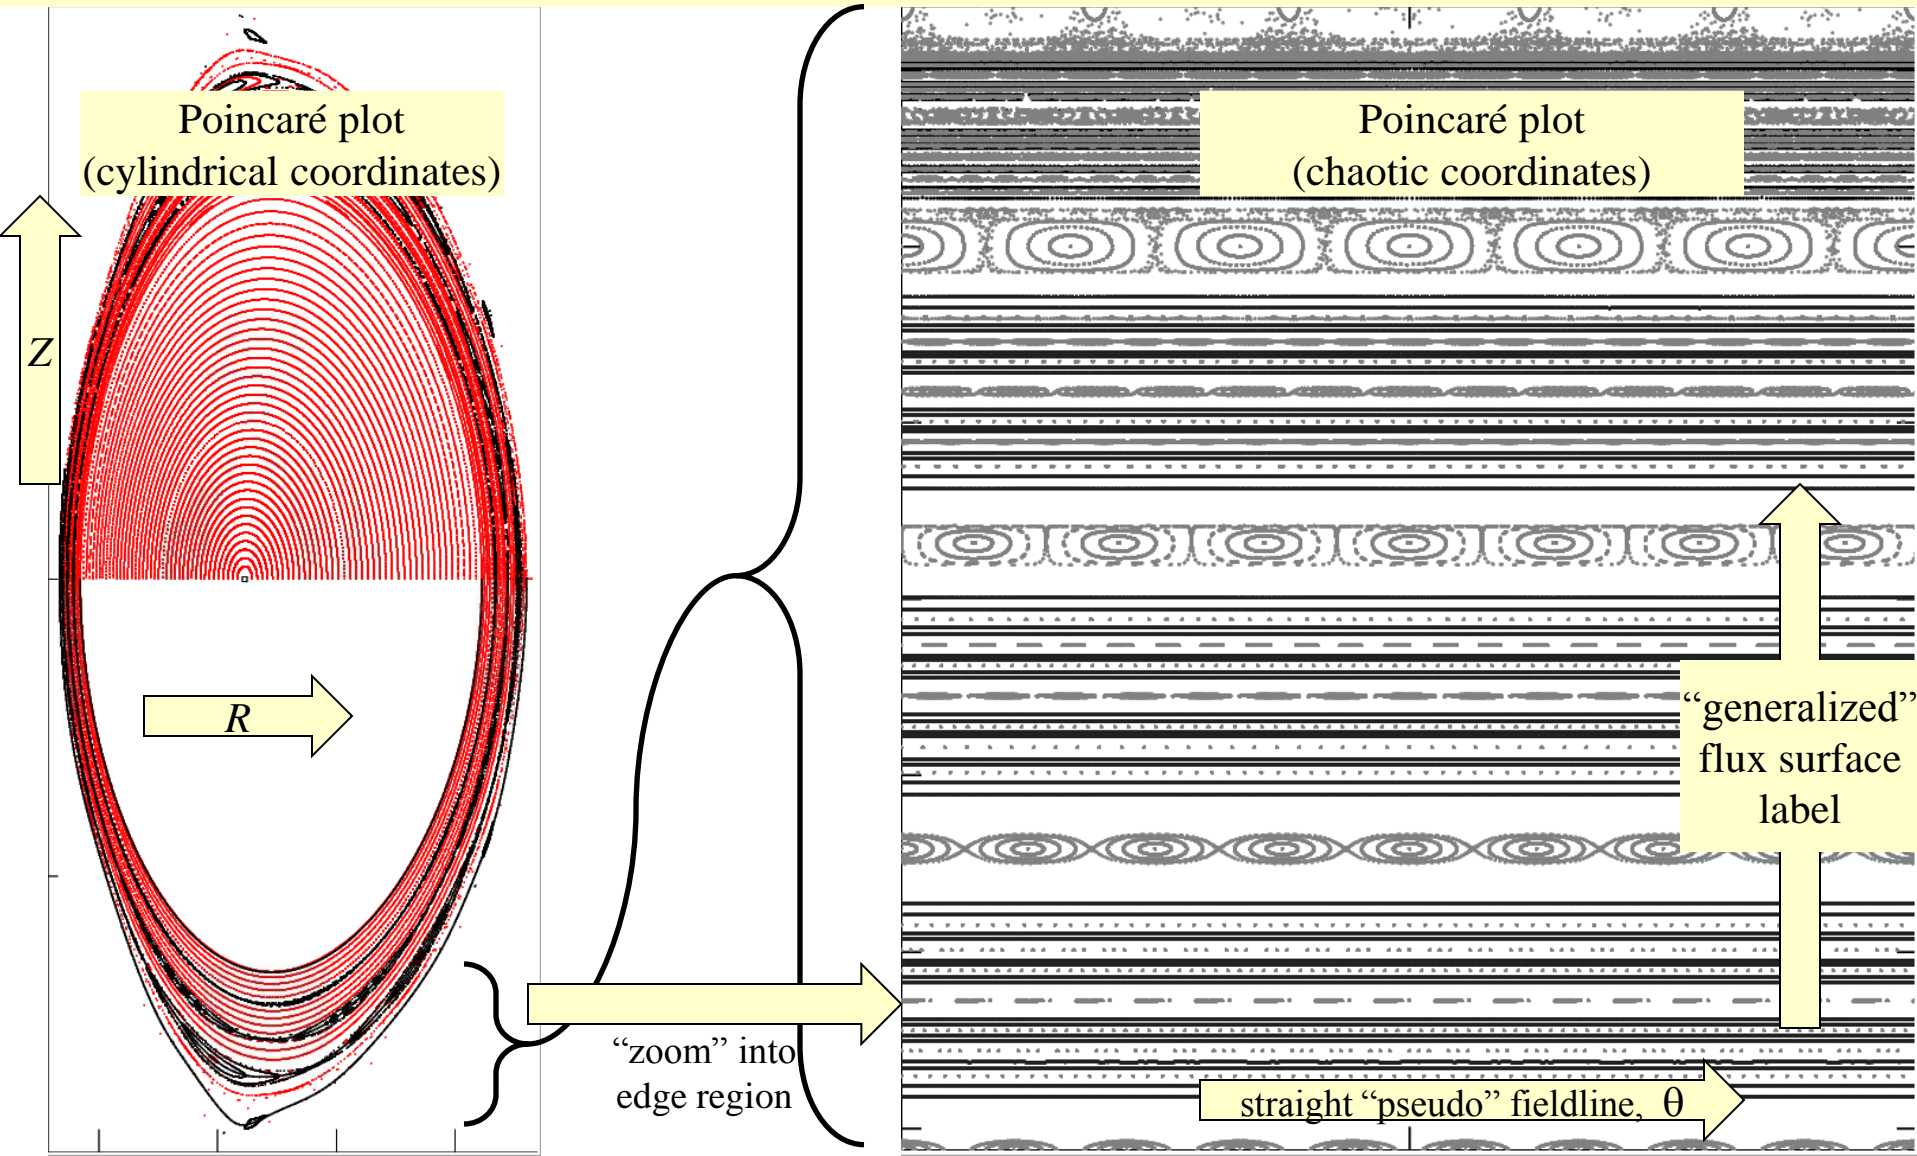 Poincaré plot
(cylindrical coordinates)
Z
R
“zoom” into
edge region
Poincaré plot
(chaotic coordinates)
“generalized”
flux surface
label
straight “pseudo” fieldline, θ